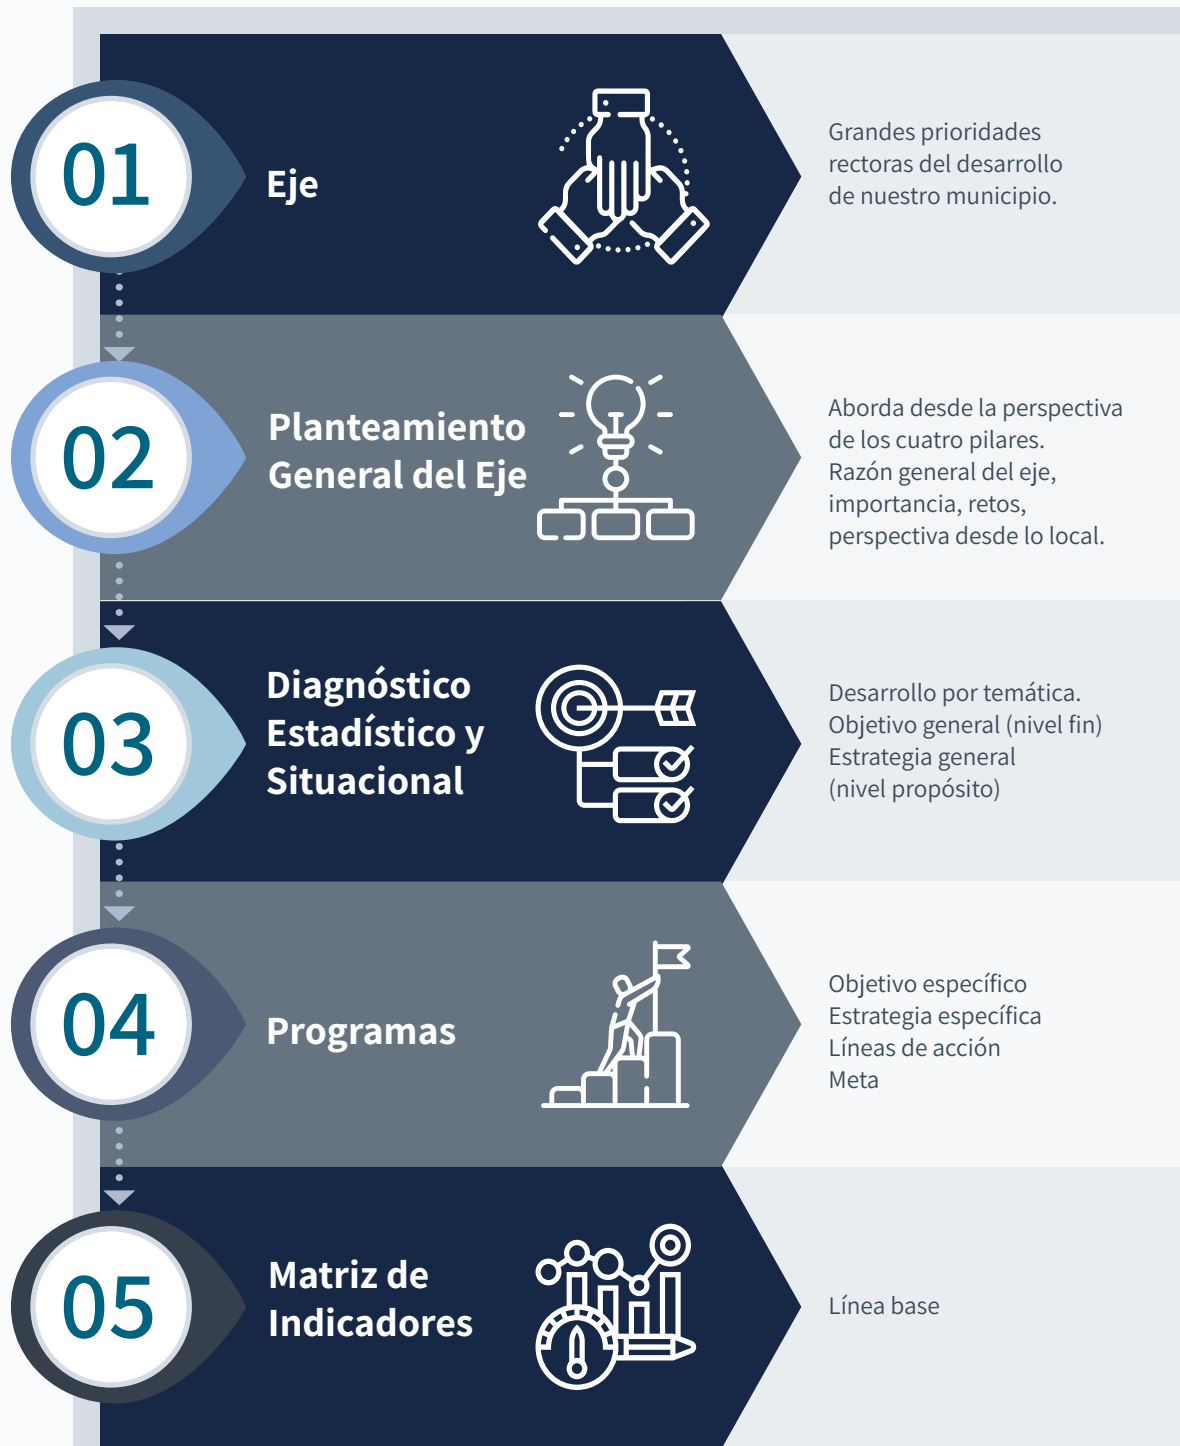 01
Eje
Grandes prioridades
rectoras del desarrollo
de nuestro municipio.
02
Planteamiento
General del Eje
Aborda desde la perspectiva
de los cuatro pilares.
Razón general del eje,
importancia, retos,
perspectiva desde lo local.
03
Diagnóstico
Estadístico y
Situacional
Desarrollo por temática.
Objetivo general (nivel fin)
Estrategia general
(nivel propósito)
04
Programas
Objetivo específico
Estrategia específica
Líneas de acción
Meta
05
Matriz de
Indicadores
Línea base